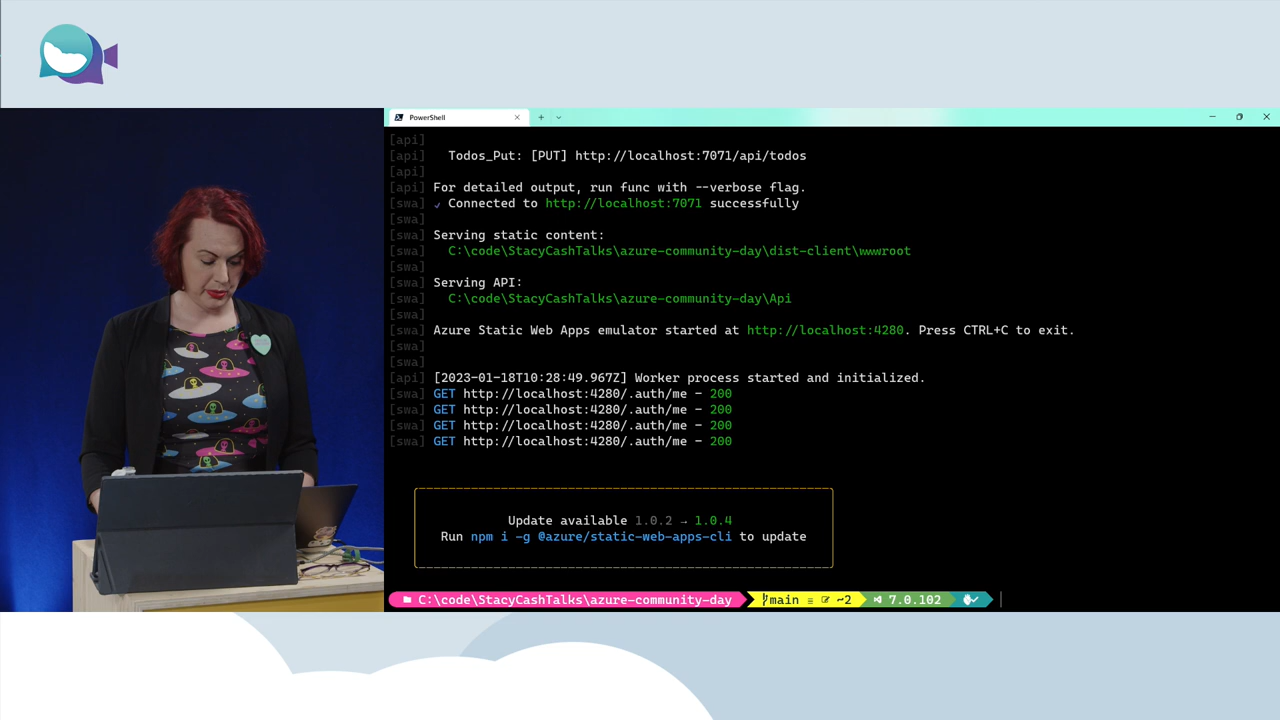 PowerShell
[api]
[api] Todos_Put: [PUT] http://localhost:7071/api/todos
[api]
[api] For detailed output, run func with --verbose flag.
[swa] ✓ Connected to http://localhost:7071 successfully
[swa]
[swa] Serving static content:
[swa] C:\code\StacyCashTalks\azure-community-day\dist-client\wwwroot
[swa]
[swa] Serving API:
[swa] C:\code\StacyCashTalks\azure-community-day\Api
[swa]
[swa] Azure Static Web Apps emulator started at http://localhost:4280. Press CTRL+C to exit.
[swa]
[swa]
[api] [2023-01-18T10:28:49.967Z] Worker process started and initialized.
[swa] GET http://localhost:4280/.auth/me - 200
[swa] GET http://localhost:4280/.auth/me - 200
[swa] GET http://localhost:4280/.auth/me - 200
[swa] GET http://localhost:4280/.auth/me - 200
Update available 1.0.2 → 1.0.4
Run npm i -g @azure/static-web-apps-cli to update
C:\code\StacyCashTalks\azure-community-day main ≡ ~2 7.0.102